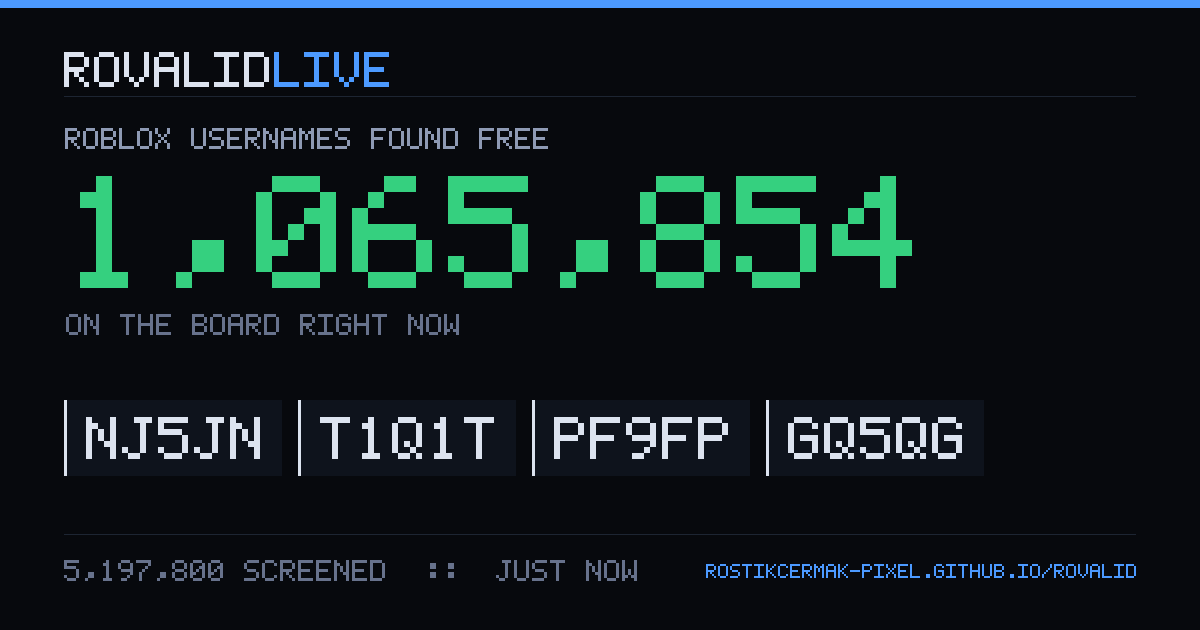 ROVALIDLIVE
ROBLOX USERNAMES FOUND FREE
1,065,854
ON THE BOARD RIGHT NOW
NJ5JN T1Q1T PF9FP GQ5QG
5,197,800 SCREENED :: JUST NOW ROSTIKCERMAK-PIXEL.GITHUB.IO/ROVALID